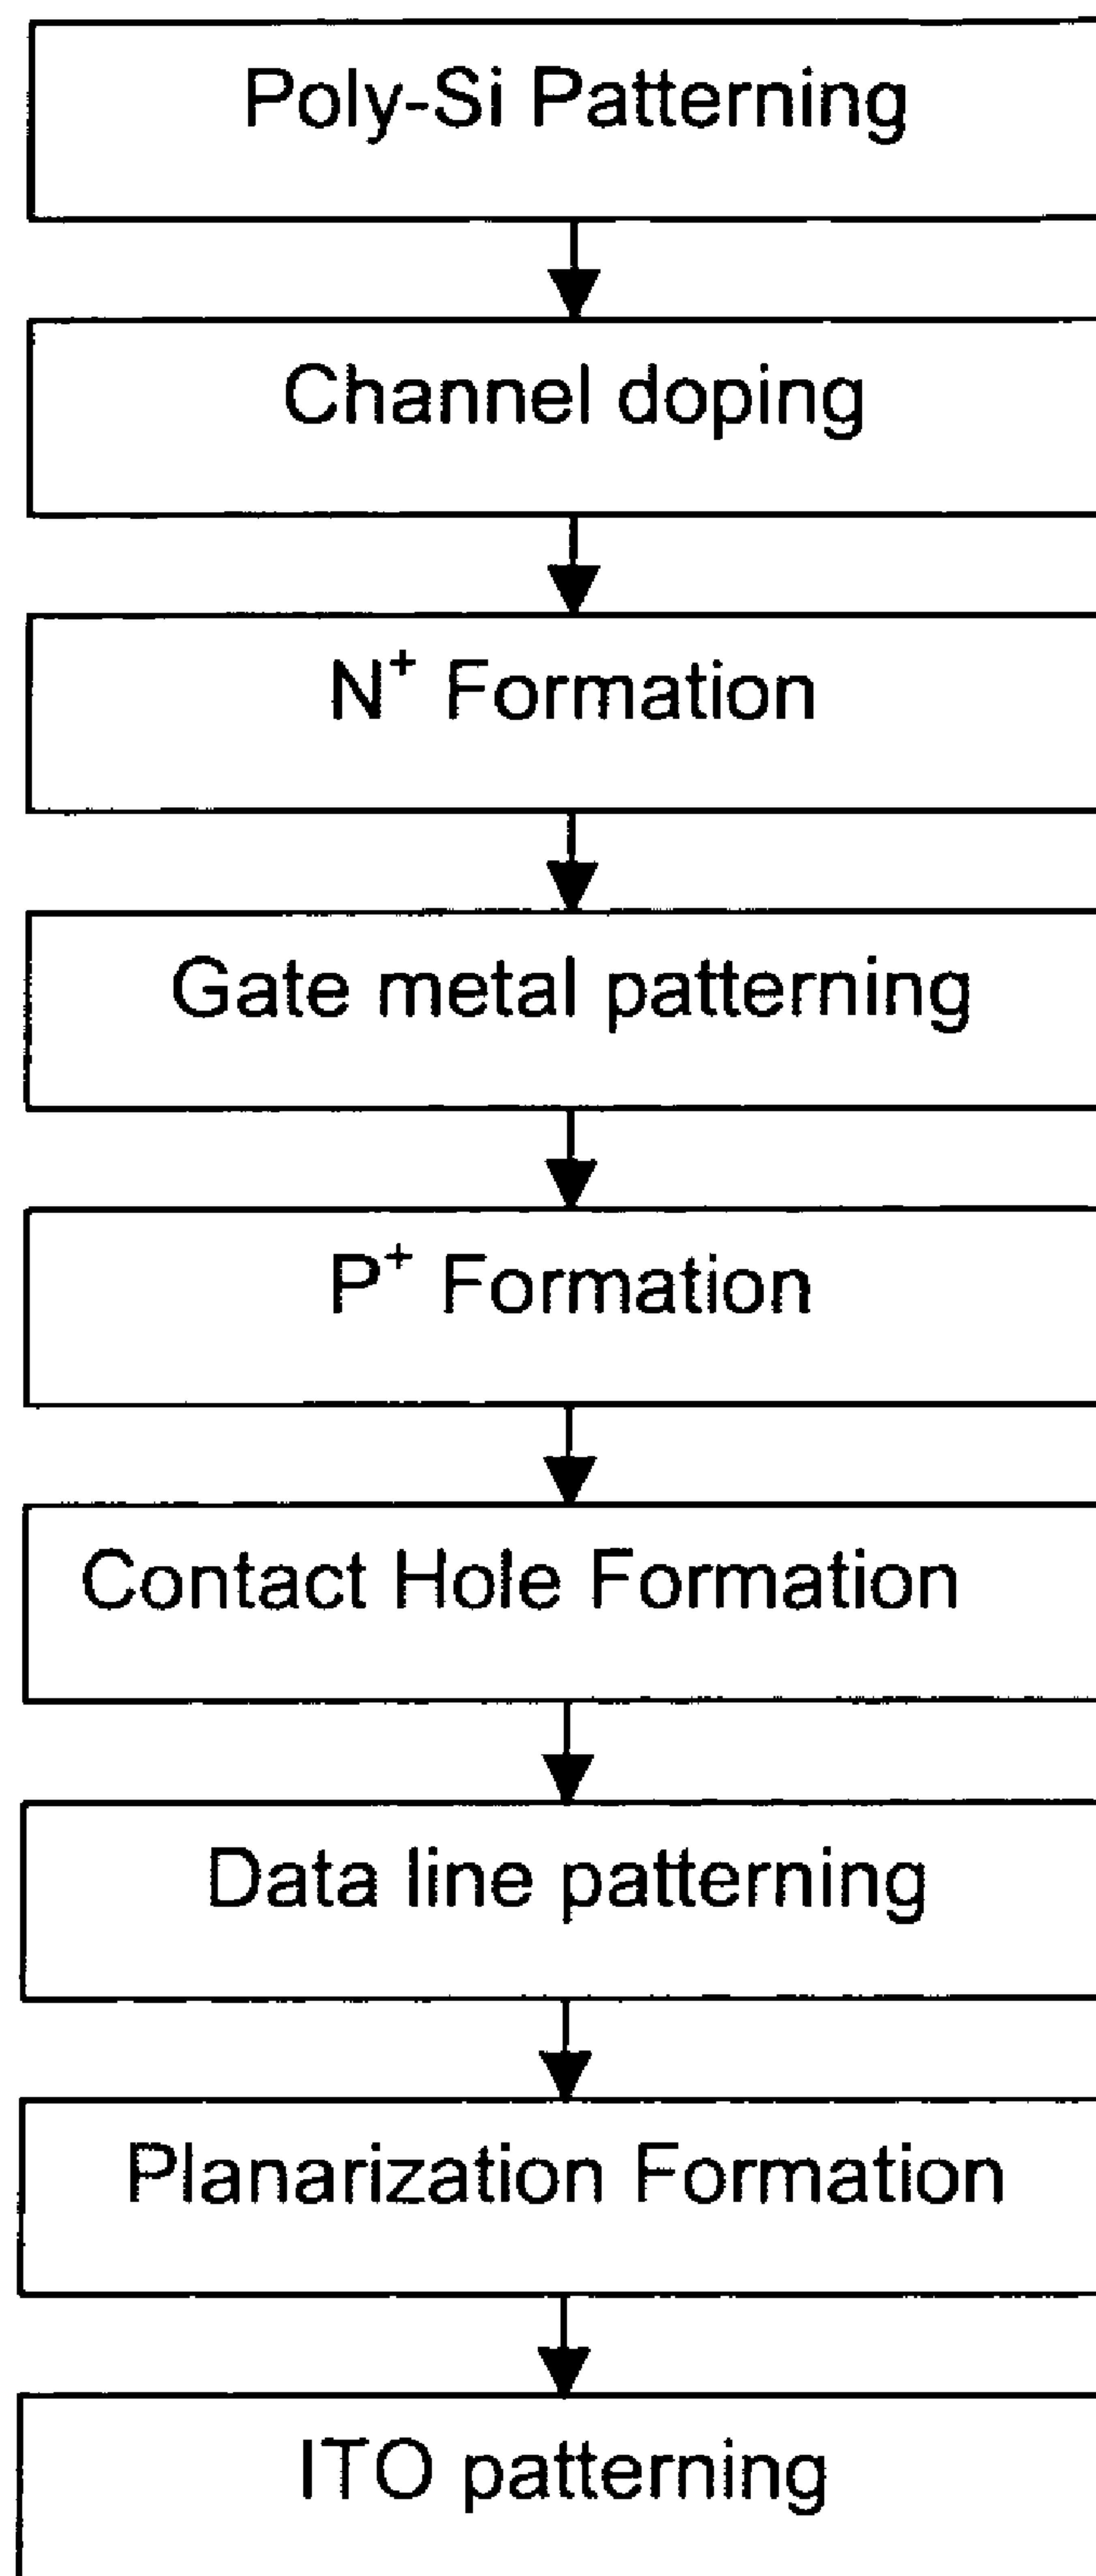 Poly-Si Patterning
Channel doping
N⁺ Formation
Gate metal patterning
P⁺ Formation
Contact Hole Formation
Data line patterning
Planarization Formation
ITO patterning